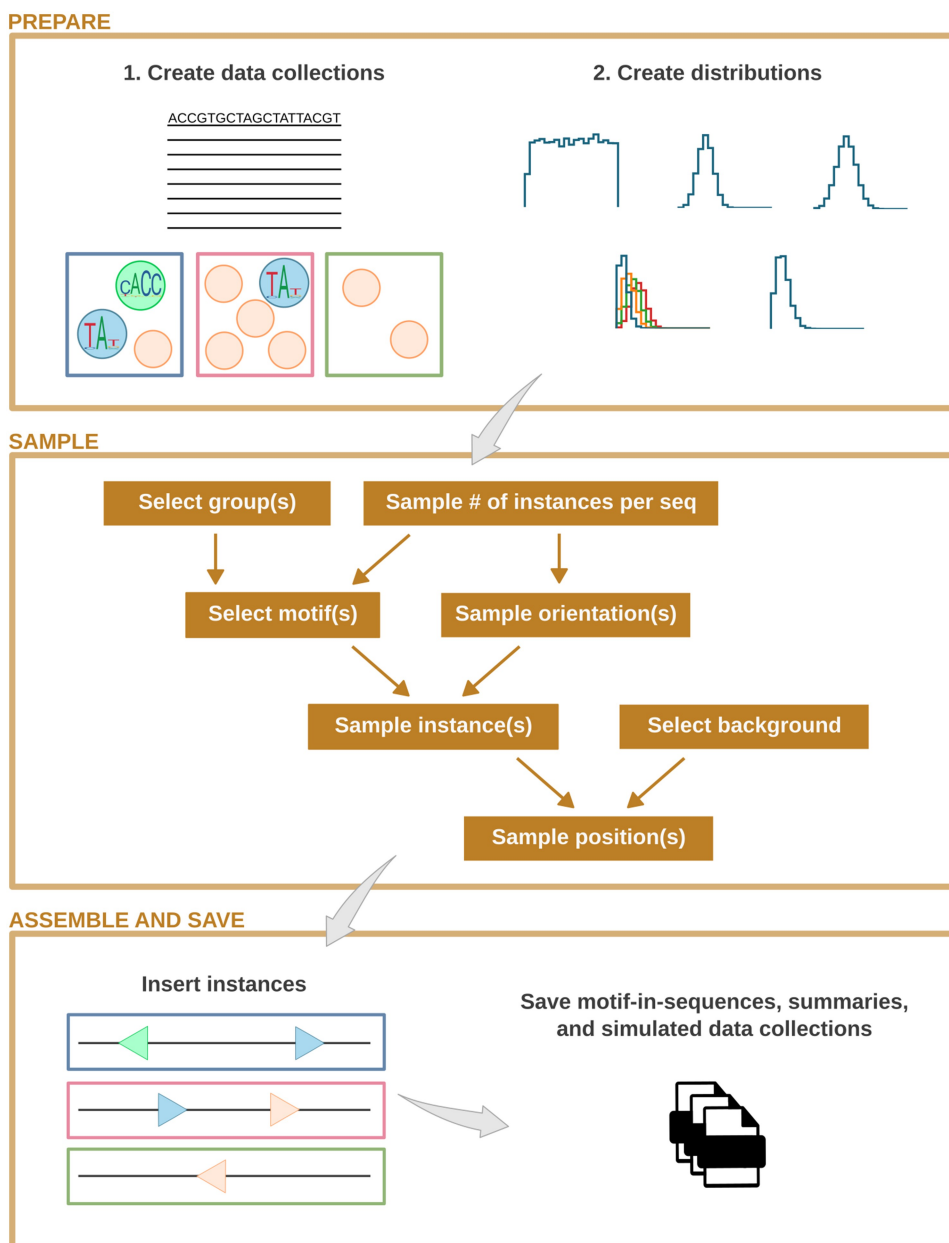 PREPARE
1. Create data collections
2. Create distributions
ACCGTGCTAGCTATTACGT
CACC
TAT
TAT
SAMPLE
Select group(s)
Sample # of instances per seq
Select motif(s)
Sample orientation(s)
Sample instance(s)
Select background
Sample position(s)
ASSEMBLE AND SAVE
Insert instances
Save motif-in-sequences, summaries,
and simulated data collections